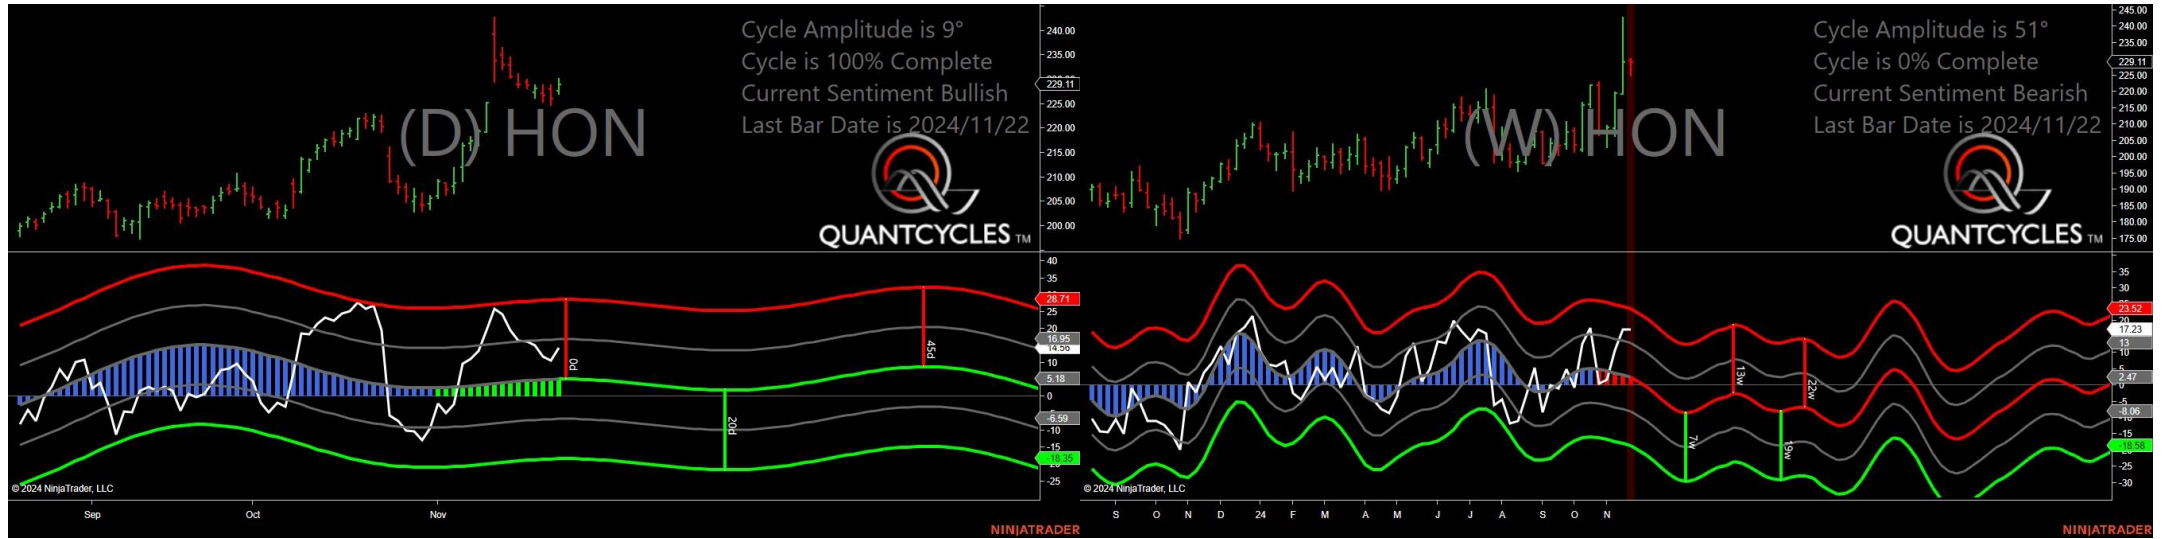 Cycle Amplitude is 9°
Cycle is 100% Complete
Current Sentiment Bullish
Last Bar Date is 2024/11/22
(D) HON
QUANTCYCLES TM
240.00
235.00
229.11
225.00
220.00
215.00
210.00
205.00
200.00
40
35
28.71
25
20
16.95
14.56
10
5.18
0
-6.59
-10
-15
-18.35
-25
0d
20d
45d
© 2024 NinjaTrader, LLC
Sep Oct Nov
NINJATRADER
Cycle Amplitude is 51°
Cycle is 0% Complete
Current Sentiment Bearish
Last Bar Date is 2024/11/22
(W) HON
QUANTCYCLES TM
245.00
240.00
235.00
229.11
225.00
220.00
215.00
210.00
205.00
200.00
195.00
190.00
185.00
180.00
175.00
35
30
23.52
17.23
13
10
2.47
-5
-8.06
-15
-18.58
-25
-30
7w
13w
19w
22w
© 2024 NinjaTrader, LLC
S O N D 24 F M A M J J A S O N
NINJATRADER